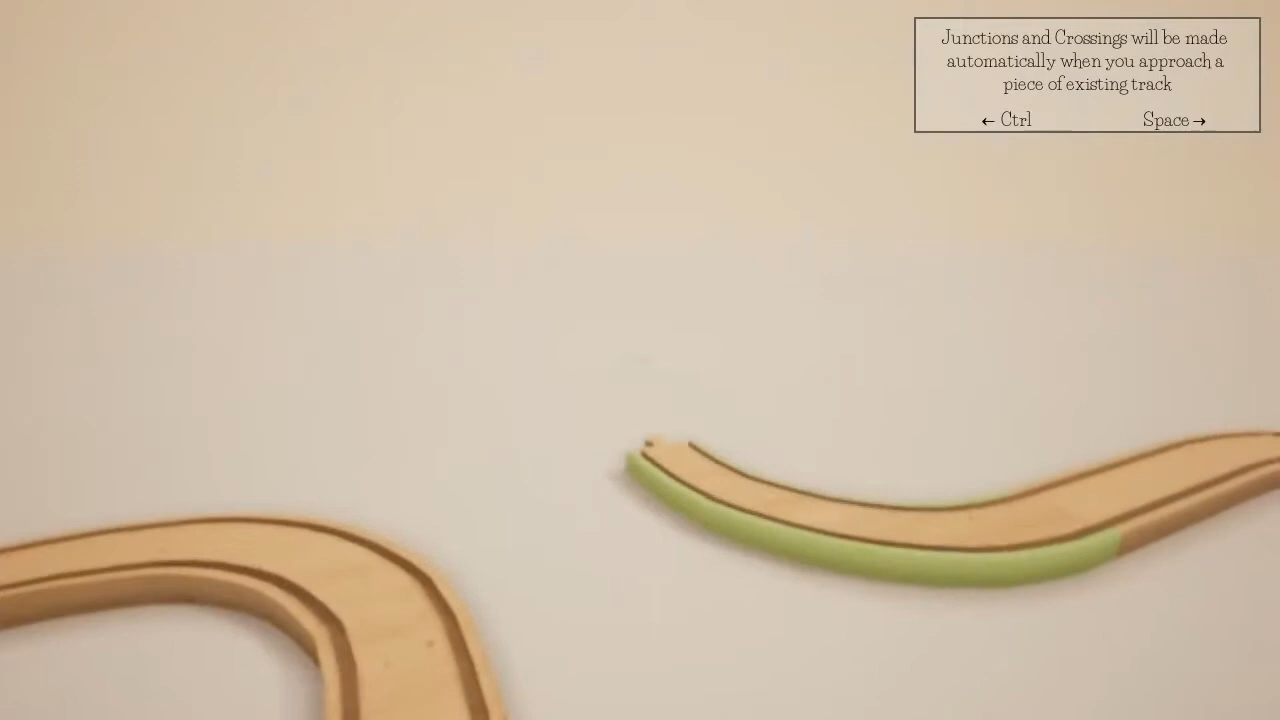 Junctions and Crossings will be made
automatically when you approach a
piece of existing track
← Ctrl
Space →